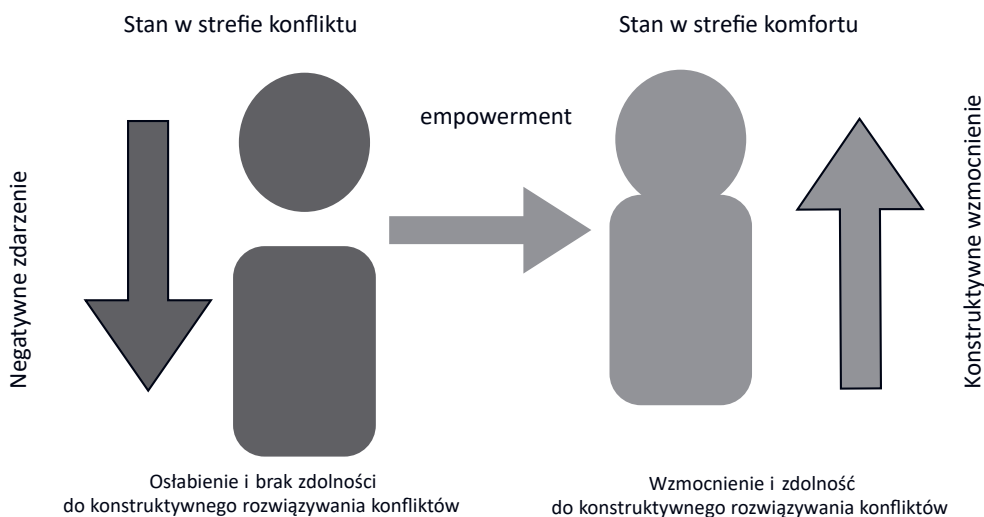 Stan w strefie konfliktu
Stan w strefie komfortu
empowerment
Negatywne zdarzenie
Konstruktywne wzmocnienie
Osłabienie i brak zdolności
do konstruktywnego rozwiązywania konfliktów
Wzmocnienie i zdolność
do konstruktywnego rozwiązywania konfliktów